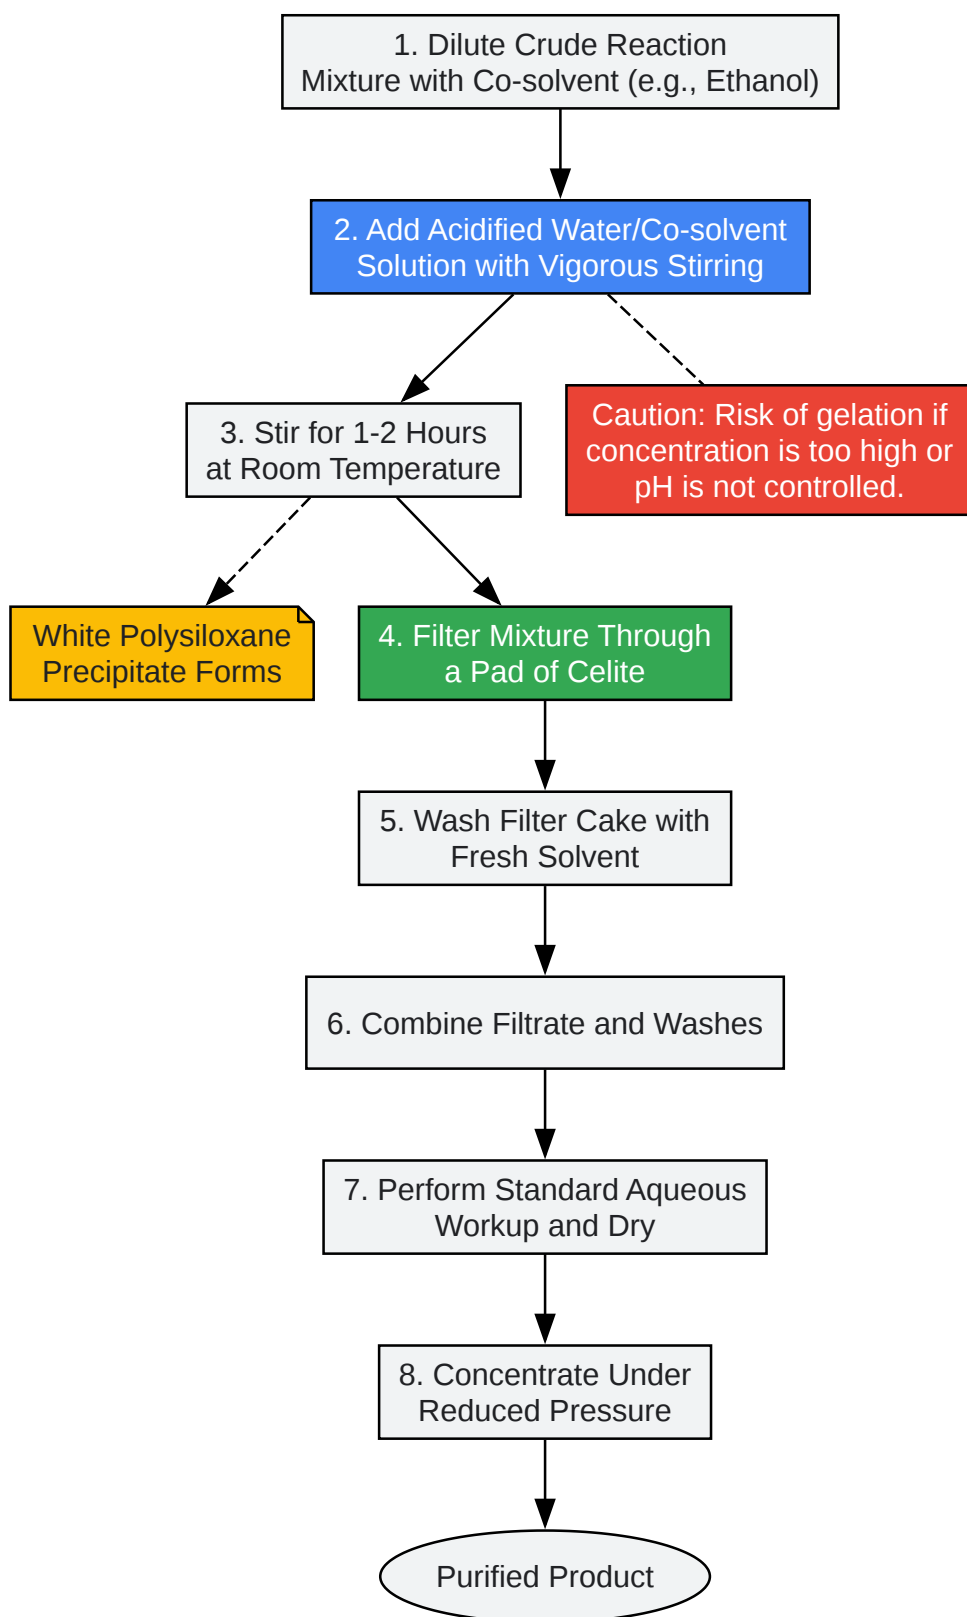 1. Dilute Crude Reaction
Mixture with Co-solvent (e.g., Ethanol)
2. Add Acidified Water/Co-solvent
Solution with Vigorous Stirring
Caution: Risk of gelation if
concentration is too high or
pH is not controlled.
3. Stir for 1-2 Hours
at Room Temperature
White Polysiloxane
Precipitate Forms
4. Filter Mixture Through
a Pad of Celite
5. Wash Filter Cake with
Fresh Solvent
6. Combine Filtrate and Washes
7. Perform Standard Aqueous
Workup and Dry
8. Concentrate Under
Reduced Pressure
Purified Product